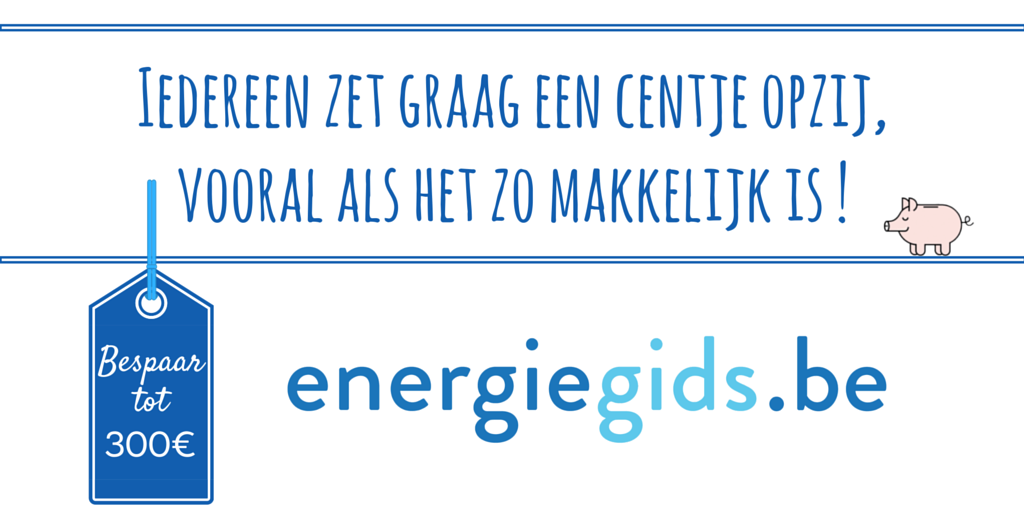 Iedereen zet graag een centje opzij,
vooral als het zo makkelijk is !
Bespaar
tot
300€
energiegids.be